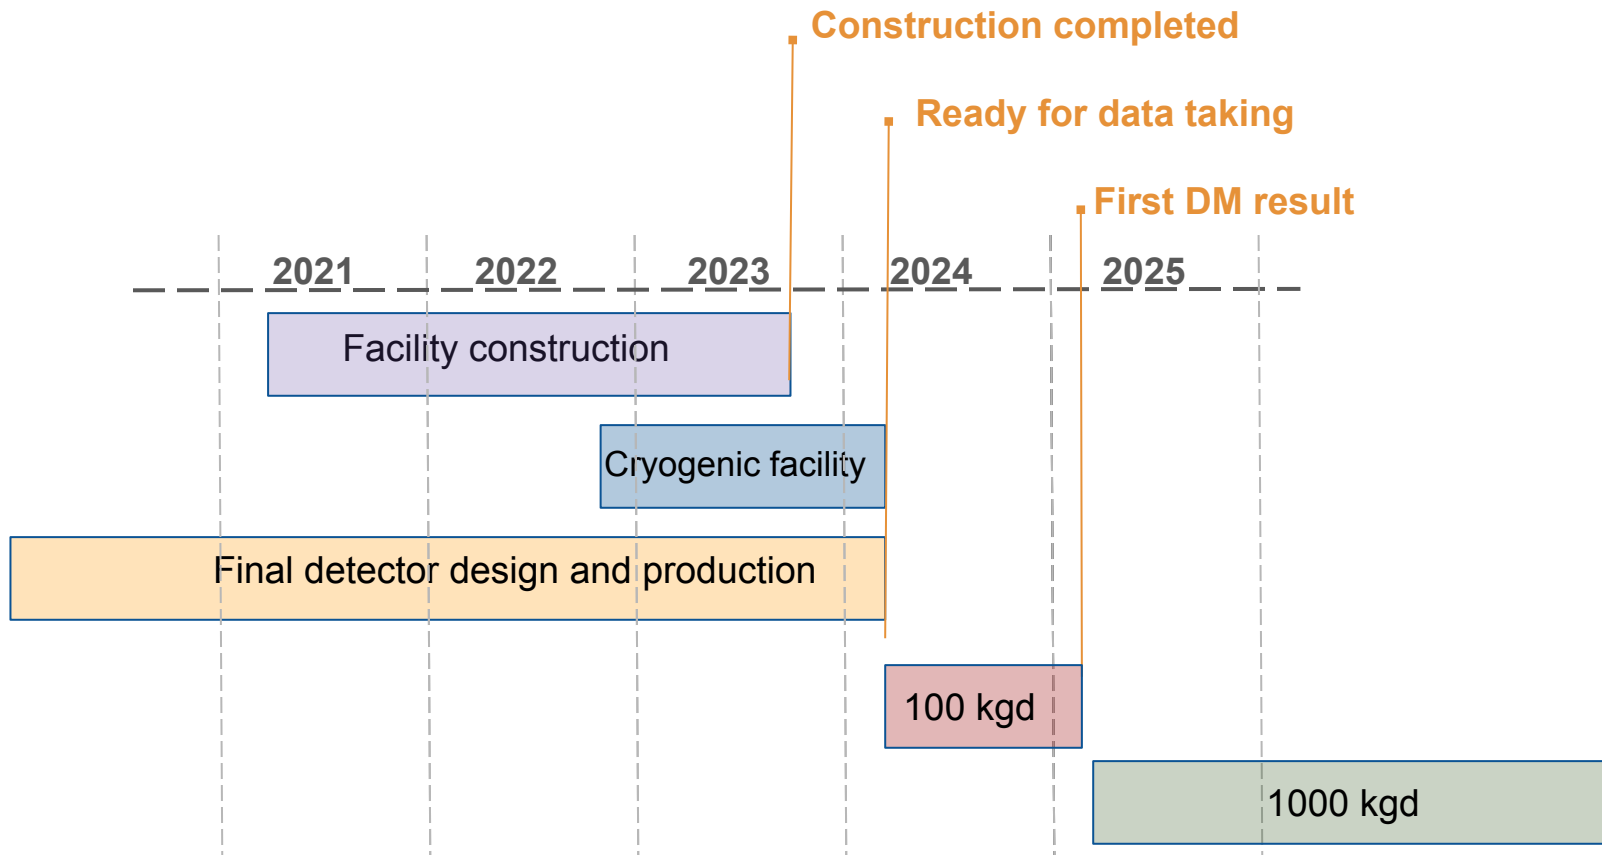 Construction completed
Ready for data taking
First DM result
2021 2022 2023 2024 2025
Facility construction
Cryogenic facility
Final detector design and production
100 kgd
1000 kgd